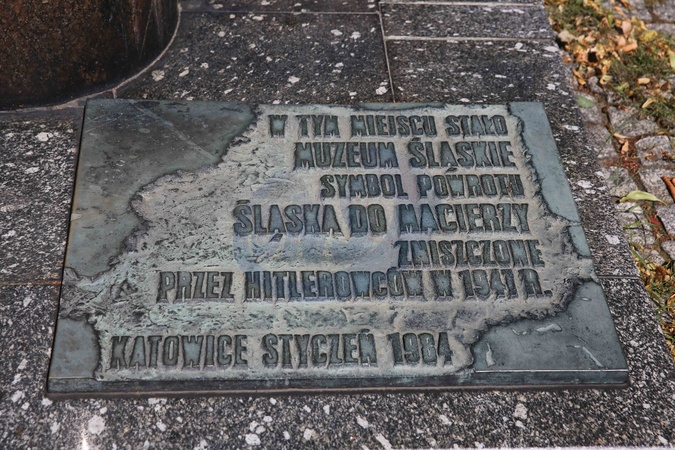 W TYM MIEJSCU STAŁO
MUZEUM ŚLĄSKIE
SYMBOL POWROTU
ŚLĄSKA DO MACIERZY
ZNISZCZONE
PRZEZ HITLEROWCÓW W 1941 R.
KATOWICE STYCZEŃ 1984